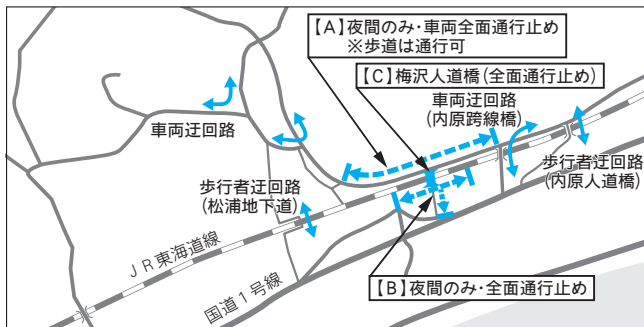 【A】夜間のみ・車両全面通行止め
※歩道は通行可
【C】梅沢人道橋(全面通行止め)
車両迂回路
(内原跨線橋)
車両迂回路
歩行者迂回路
(内原人道橋)
歩行者迂回路
(松浦地下道)
【B】夜間のみ・全面通行止め
JR東海道線
国道1号線